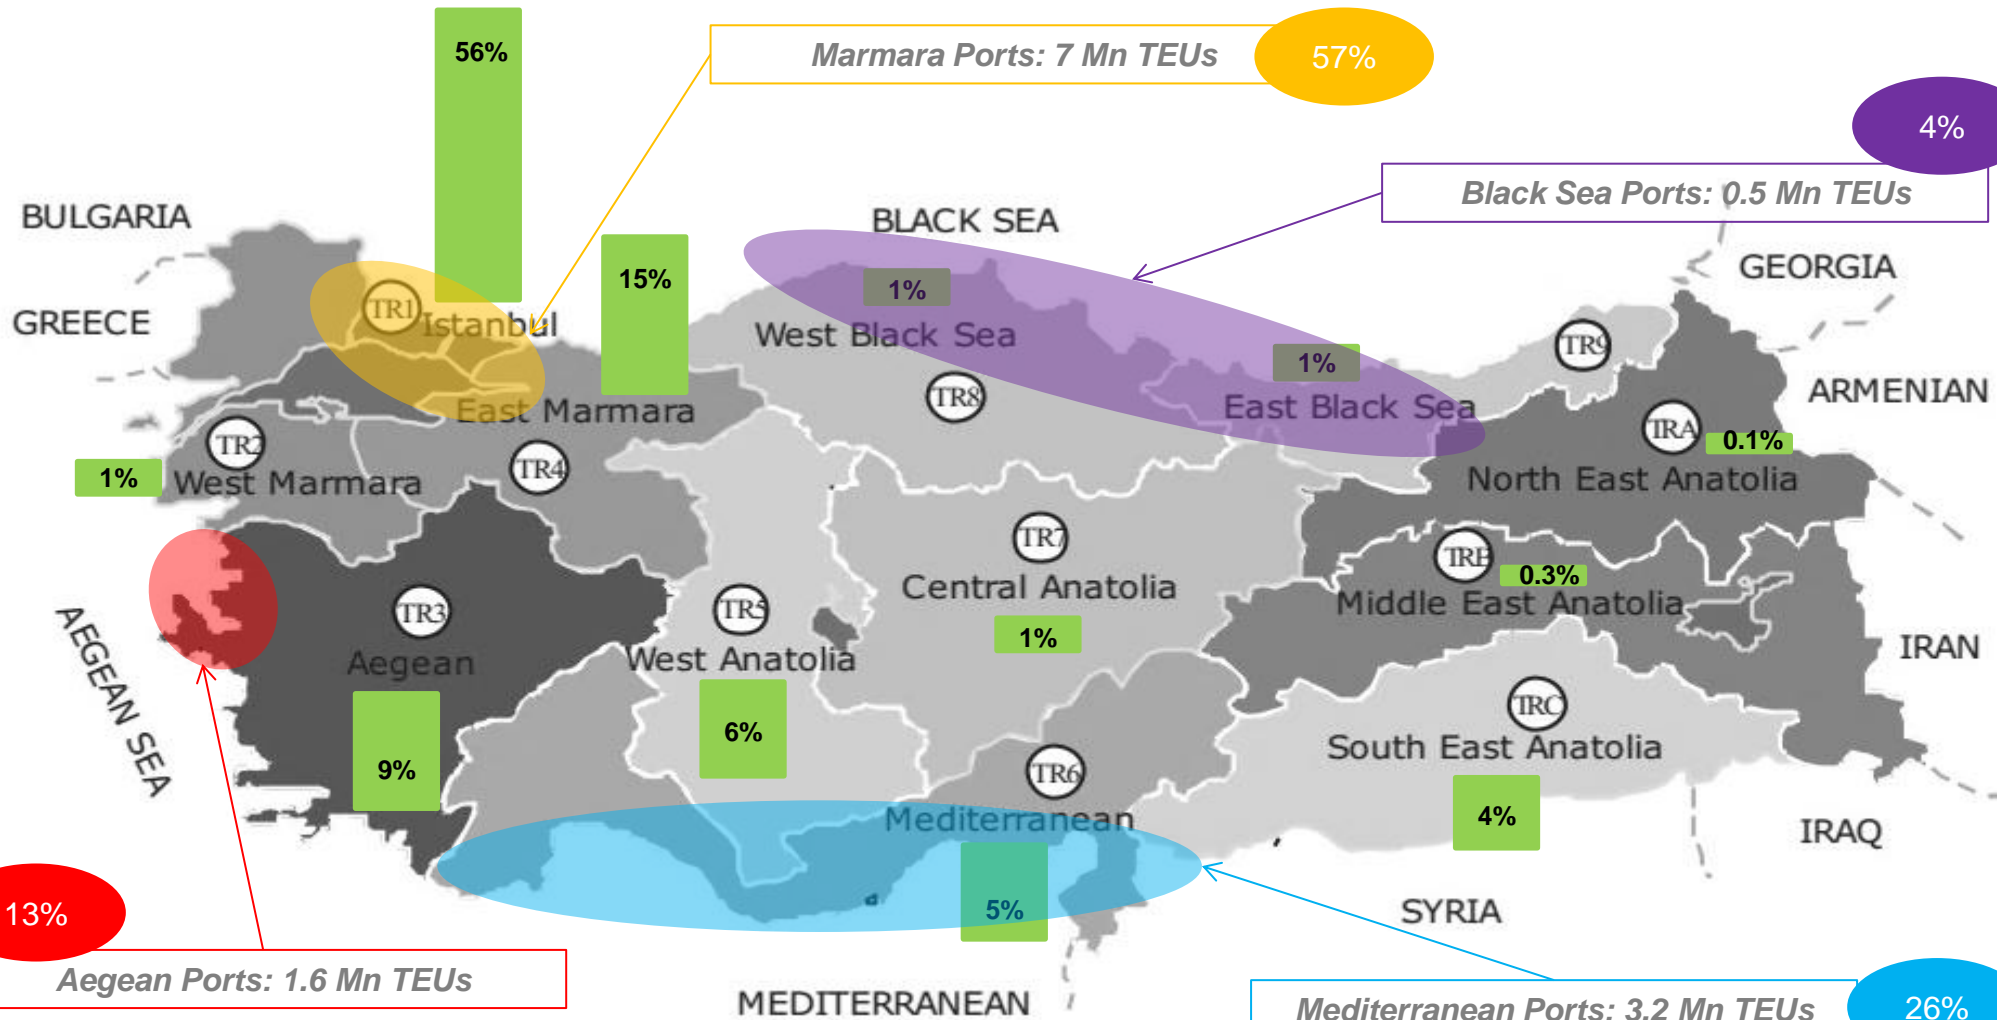 56%
Marmara Ports: 7 Mn TEUs
57%
4%
Black Sea Ports: 0.5 Mn TEUs
BULGARIA
BLACK SEA
GEORGIA
15%
1%
GREECE
TR1
Istanbul
West Black Sea
TR9
1%
ARMENIAN
East Marmara
TR8
East Black Sea
TR2
TR4
TRA
0.1%
1%
West Marmara
North East Anatolia
TR7
TRB
0.3%
Central Anatolia
Middle East Anatolia
TR3
TR5
1%
AEGEAN SEA
Aegean
West Anatolia
IRAN
9%
6%
TRC
South East Anatolia
TR6
Mediterranean
4%
IRAQ
5%
SYRIA
13%
Aegean Ports: 1.6 Mn TEUs
MEDITERRANEAN
Mediterranean Ports: 3.2 Mn TEUs
26%